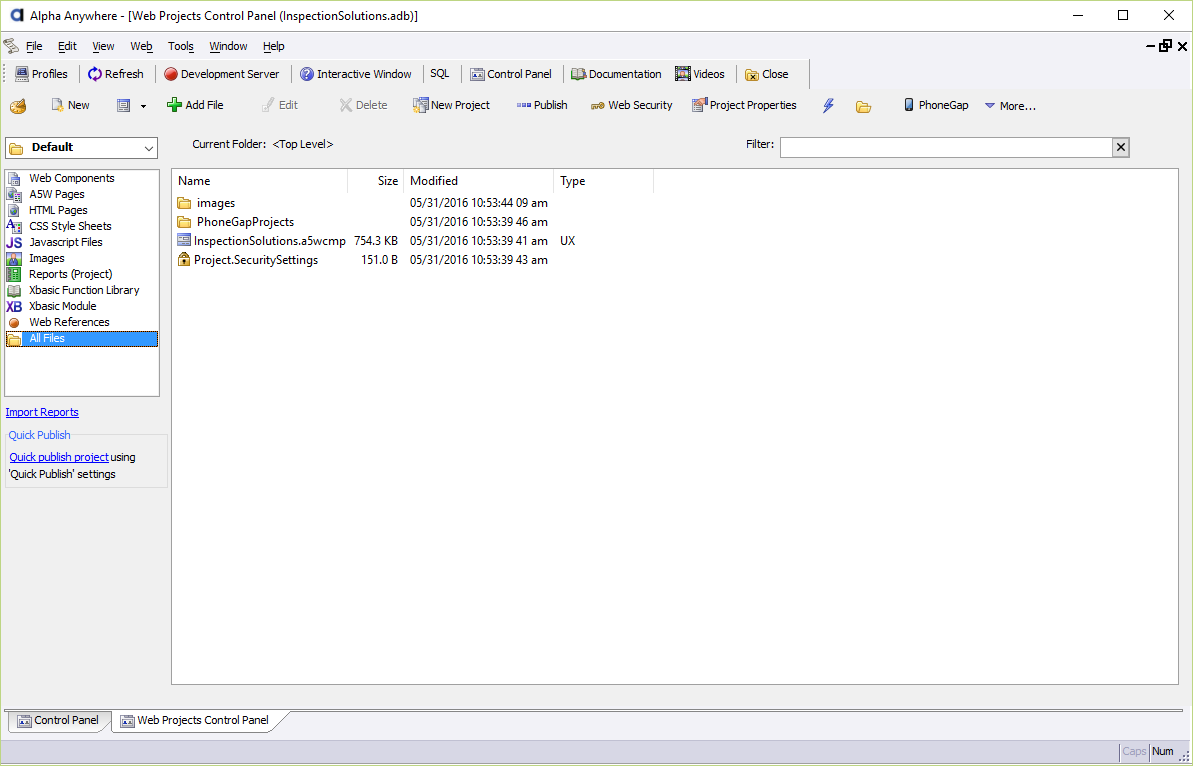 Alpha Anywhere - [Web Projects Control Panel (InspectionSolutions.adb)]
File Edit View Web Tools Window Help
Profiles Refresh Development Server Interactive Window SQL Control Panel Documentation Videos Close
New Add File Edit Delete New Project Publish Web Security Project Properties PhoneGap More...
Default Current Folder: <Top Level> Filter:
Name Size Modified Type
images 05/31/2016 10:53:44 09 am
PhoneGapProjects 05/31/2016 10:53:39 46 am
InspectionSolutions.a5wcmp 754.3 KB 05/31/2016 10:53:39 41 am UX
Project.SecuritySettings 151.0 B 05/31/2016 10:53:39 43 am
Web Components
A5W Pages
HTML Pages
CSS Style Sheets
JS Javascript Files
Images
Reports (Project)
Xbasic Function Library
XB Xbasic Module
Web References
All Files
Import Reports
Quick Publish
Quick publish project using
'Quick Publish' settings
Control Panel Web Projects Control Panel
Caps Num